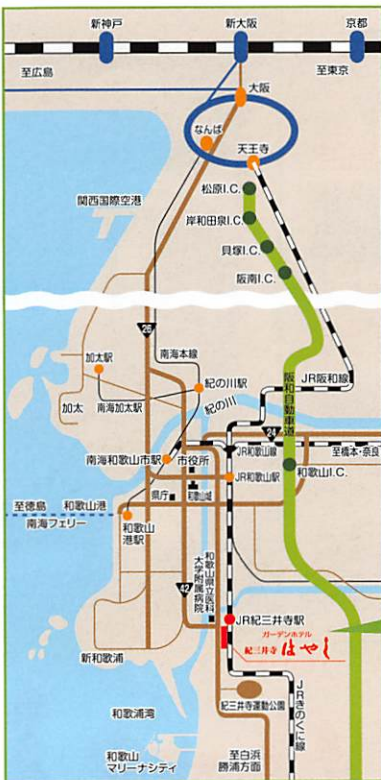 新神戸
新大阪
京都
至広島
至東京
大阪
なんば
天王寺
松原I.C.
関西国際空港
岸和田泉I.C.
貝塚I.C.
阪南I.C.
26
南海本線
加太駅
紀の川駅
JR阪和線
阪和自動車道
加太
南海加太駅
紀の川
24
南海和歌山市駅
市役所
JR和歌山線
至橋本・奈良
JR和歌山駅
和歌山I.C.
県庁
和歌山城
至徳島
和歌山港
南海フェリー
和歌山
港駅
和歌山県立医科
大学附属病院
42
JR紀三井寺駅
ガーデンホテル
紀三井寺 はやし
新和歌浦
紀三井寺運動公園
JRきのくに線
和歌浦湾
和歌山
マリーナシティ
至白浜
勝浦方面